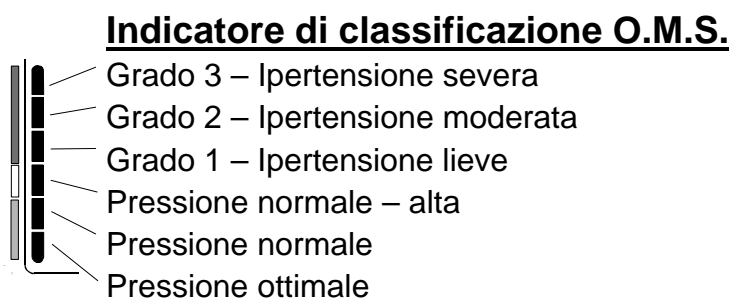 Indicatore di classificazione O.M.S.
Grado 3 – Ipertensione severa
Grado 2 – Ipertensione moderata
Grado 1 – Ipertensione lieve
Pressione normale – alta
Pressione normale
Pressione ottimale